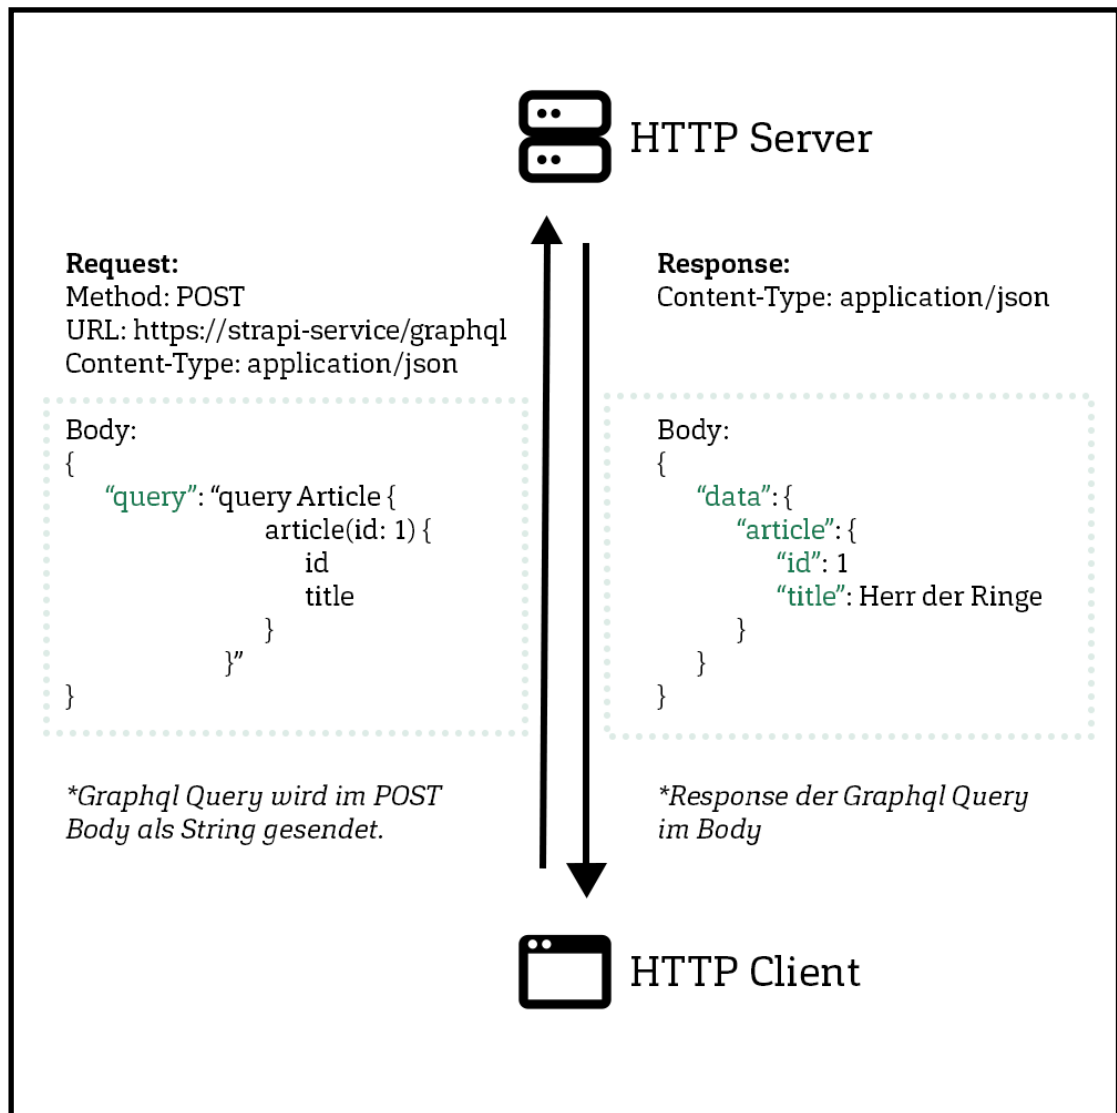 HTTP Server
Request:
Method: POST
URL: https://strapi-service/graphql
Content-Type: application/json
Body:
{
“query”: “query Article {
article(id: 1) {
id
title
}
}”
}
*Graphql Query wird im POST
Body als String gesendet.
Response:
Content-Type: application/json
Body:
{
“data”: {
“article”: {
“id”: 1
“title”: Herr der Ringe
}
}
}
*Response der Graphql Query
im Body
HTTP Client